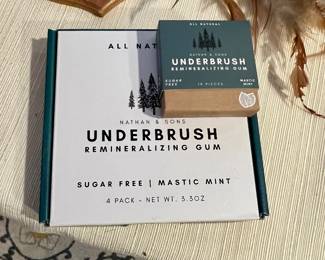 ALL NAT
NATHAN & SONS
UNDERBRUSH
REMINERALIZING GUM
SUGAR FREE | MASTIC MINT
4 PACK - NET WT. 3.3OZ
ALL NATURAL
NATHAN & SONS
UNDERBRUSH
REMINERALIZING GUM
SUGAR
FREE
PIECES
MASTIC
MINT